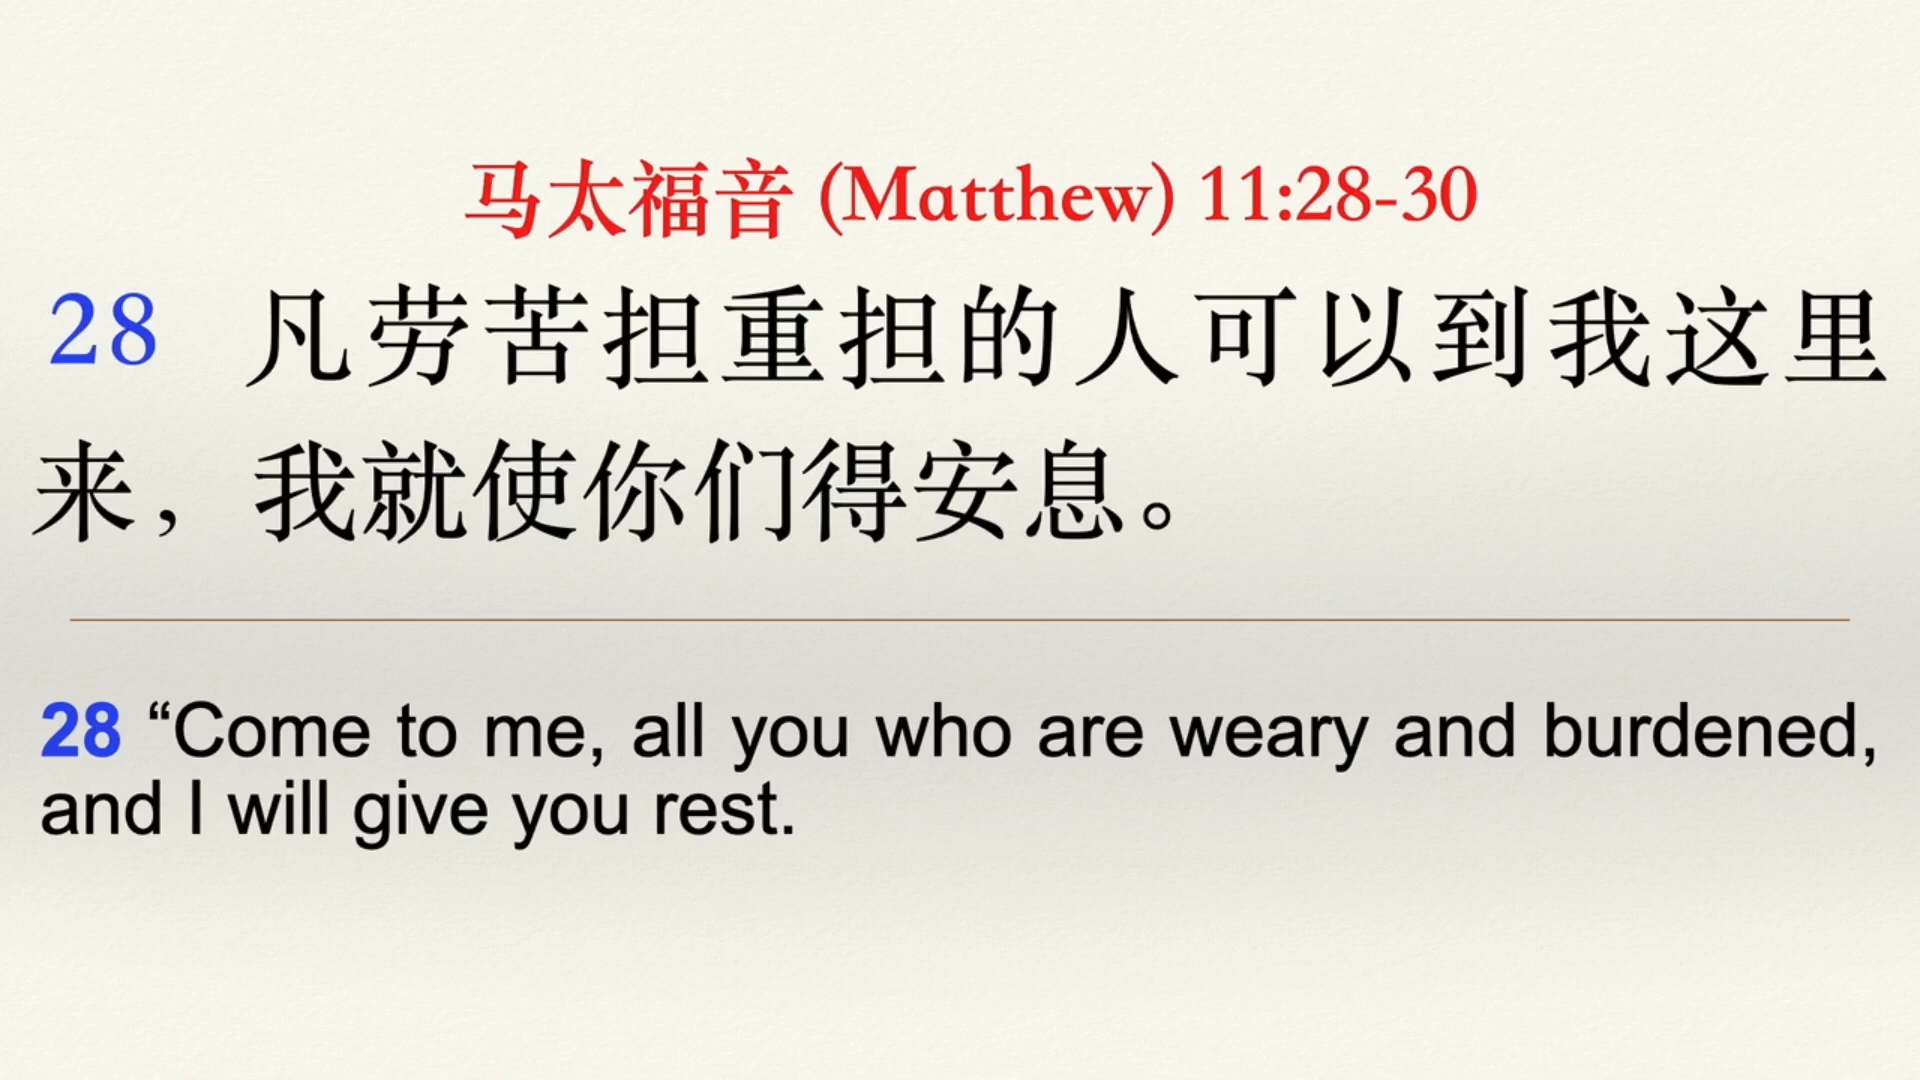 马太福音 (Matthew) 11:28-30
28 凡劳苦担重担的人可以到我这里
来，我就使你们得安息。
28 “Come to me, all you who are weary and burdened,
and I will give you rest.